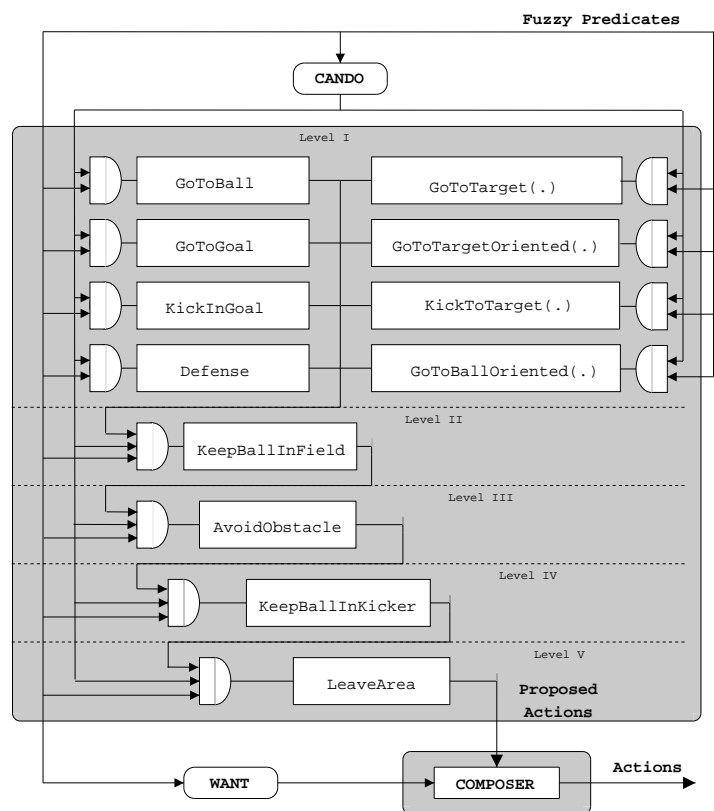 Fuzzy Predicates
CANDO
Level I
GoToBall
GoToTarget(.)
GoToGoal
GoToTargetOriented(.)
KickInGoal
KickToTarget(.)
Defense
GoToBallOriented(.)
Level II
KeepBallInField
Level III
AvoidObstacle
Level IV
KeepBallInKicker
Level V
LeaveArea
Proposed
Actions
WANT
COMPOSER
Actions